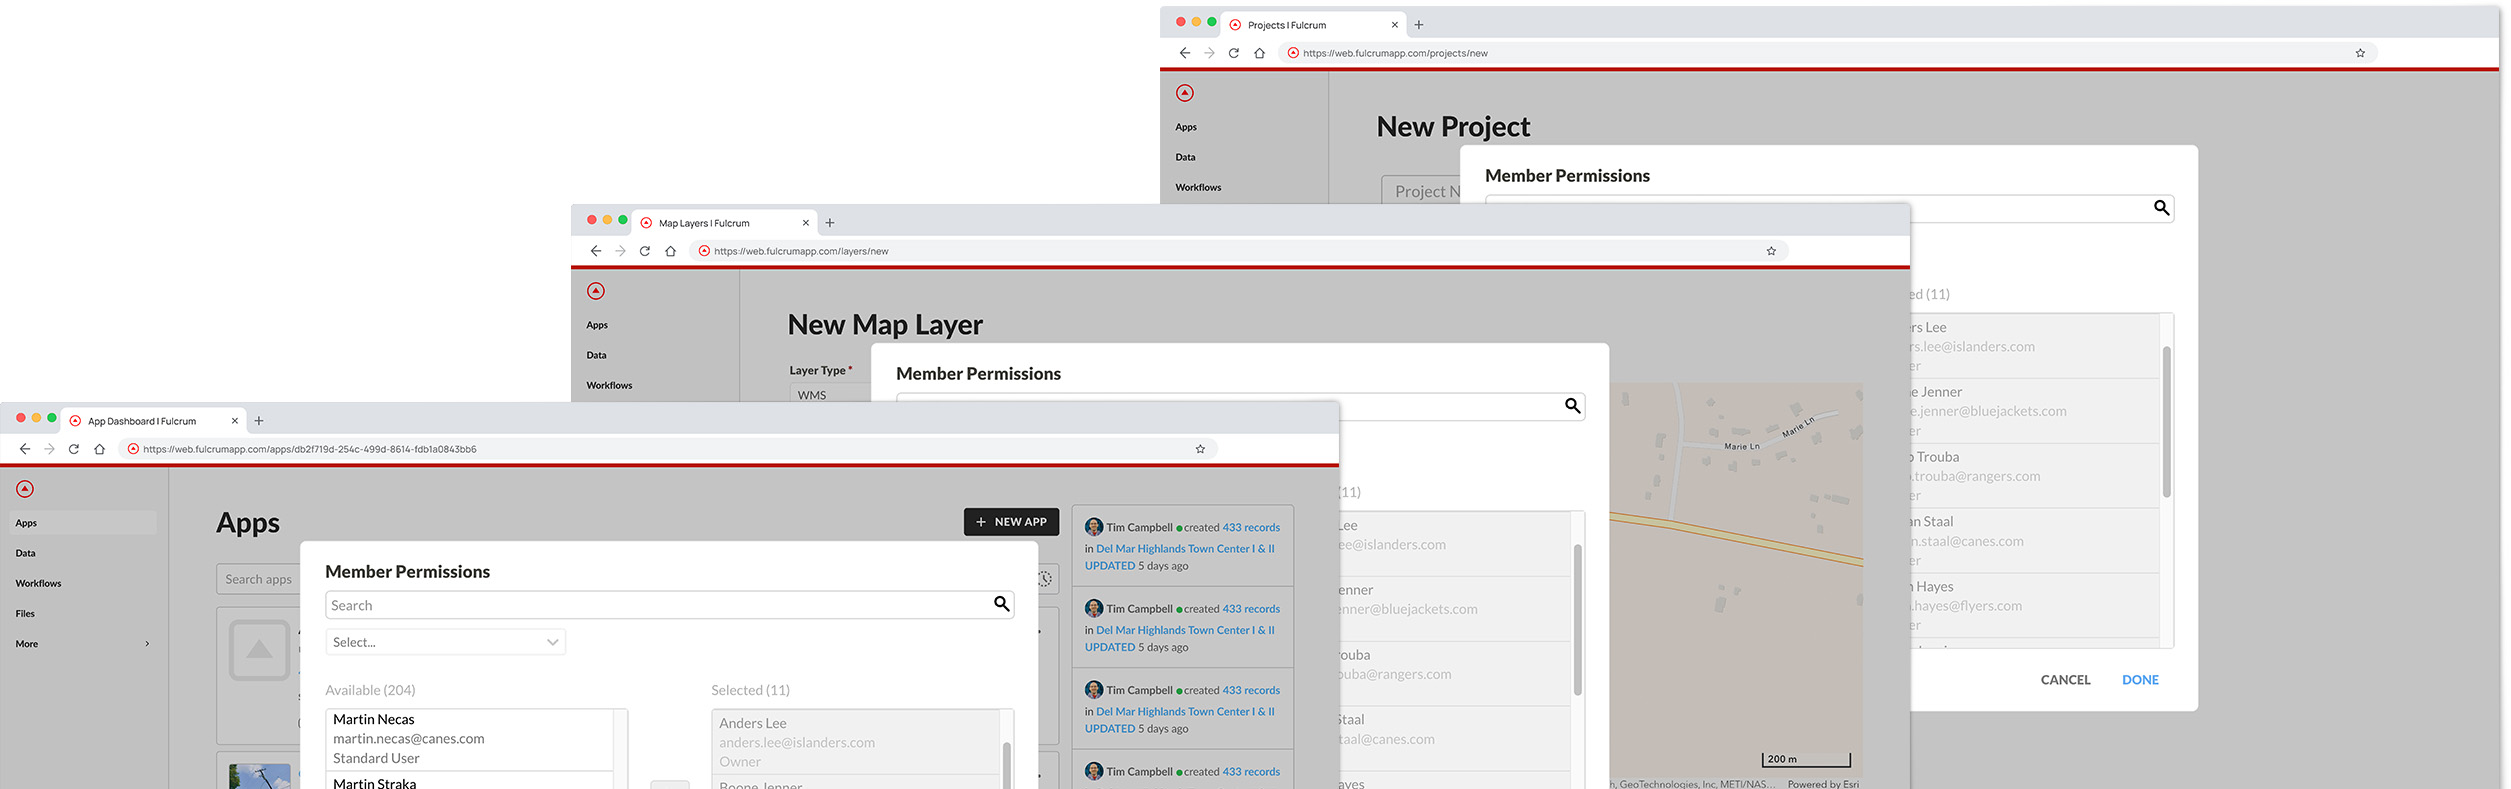 Projects | Fulcrum
https://web.fulcrumapp.com/projects/new
Apps
Data
Workflows
New Project
Project N
Member Permissions
ed (11)
rs Lee
rs.lee@islanders.com
er
e Jenner
e.jenner@bluejackets.com
er
b Trouba
b.trouba@rangers.com
er
an Staal
n.staal@canes.com
er
n Hayes
n.hayes@flyers.com
er
CANCEL
DONE
Map Layers | Fulcrum
https://web.fulcrumapp.com/layers/new
Apps
Data
Workflows
New Map Layer
Layer Type *
WMS
Member Permissions
(11)
Lee
ee@islanders.com
enner
nner@bluejackets.com
rouba
ouba@rangers.com
Staal
taal@canes.com
ayes
Marie Ln
Marie Ln
200 m
h, GeoTechnologies, Inc, METI/NAS...
Powered by Esri
App Dashboard | Fulcrum
https://web.fulcrumapp.com/apps/db2f719d-254c-499d-8614-fdb1a0843bb6
Apps
Data
Workflows
Files
More
Apps
+ NEW APP
Search apps
Member Permissions
Search
Select...
Available (204)
Martin Necas
martin.necas@canes.com
Standard User
Martin Straka
Selected (11)
Anders Lee
anders.lee@islanders.com
Owner
Boone Jenner
Tim Campbell created 433 records
in Del Mar Highlands Town Center I & II
UPDATED 5 days ago
Tim Campbell created 433 records
in Del Mar Highlands Town Center I & II
UPDATED 5 days ago
Tim Campbell created 433 records
in Del Mar Highlands Town Center I & II
UPDATED 5 days ago
Tim Campbell created 433 records